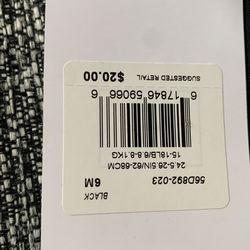 BLACK 6M
56D892-023
24.5-26.5IN/62-68CM
15-18LB/6.8-8.1KG
6 17846 59066 6
SUGGESTED RETAIL
$20.00